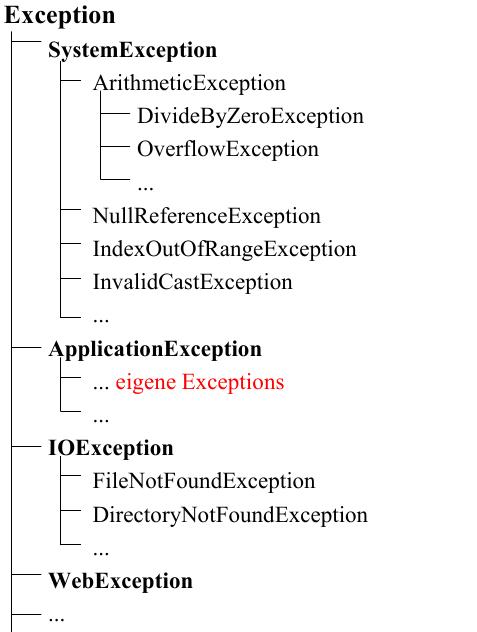 Exception
SystemException
ArithmeticException
DivideByZeroException
OverflowException
...
NullReferenceException
IndexOutOfRangeException
InvalidCastException
...
ApplicationException
... eigene Exceptions
...
IOException
FileNotFoundException
DirectoryNotFoundException
...
WebException
...